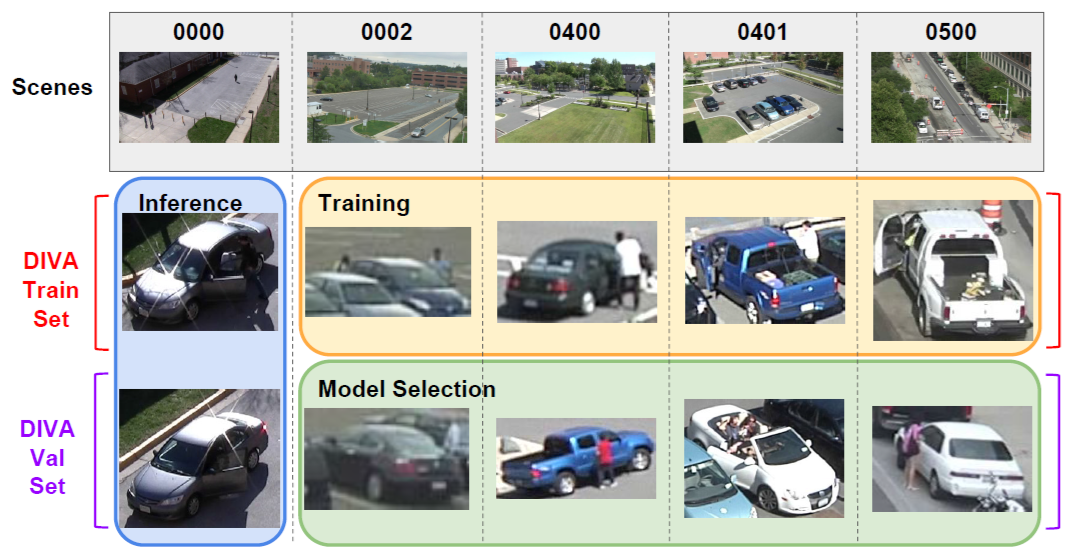 0000
0002
0400
0401
0500
Scenes
Inference
Training
DIVA
Train
Set
Model Selection
DIVA
Val
Set